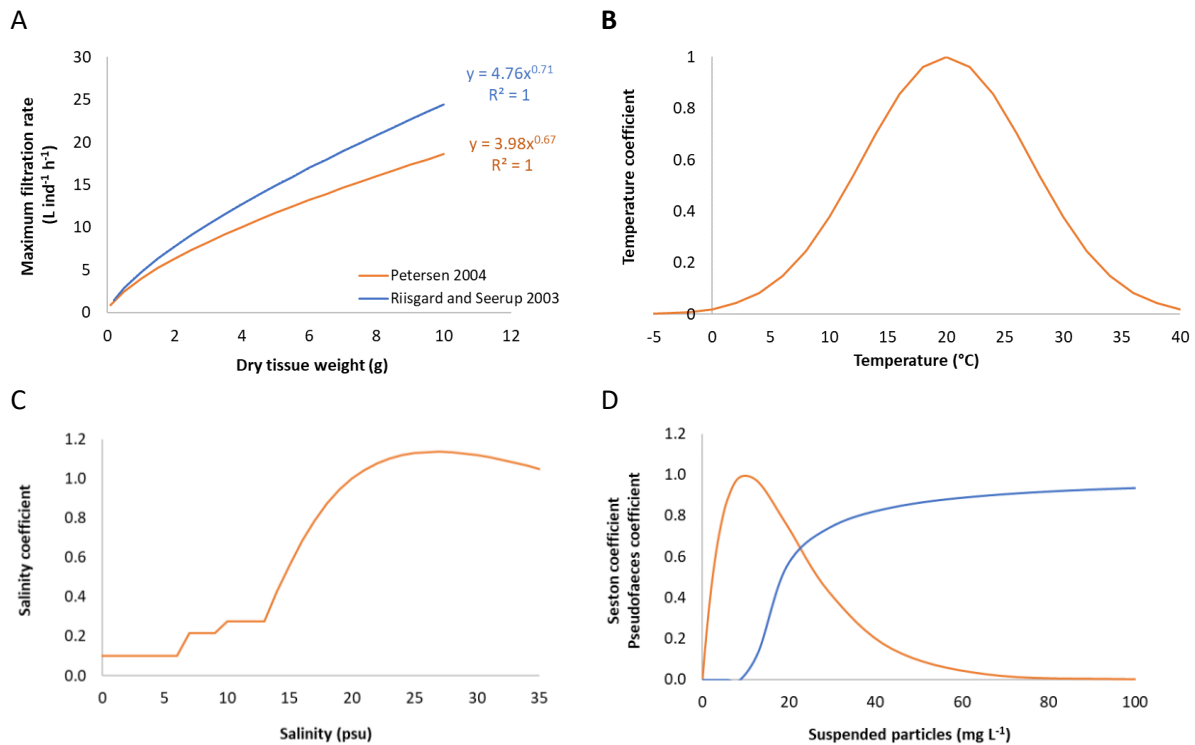 A
30
25
20
15
10
5
0
0 2 4 6 8 10 12
Maximum filtration rate
(L ind⁻¹ h⁻¹)
Dry tissue weight (g)
y = 4.76x⁰·⁷¹
R² = 1
y = 3.98x⁰·⁶⁷
R² = 1
Petersen 2004
Riisgard and Seerup 2003
B
1
0.8
0.6
0.4
0.2
0
-5 0 5 10 15 20 25 30 35 40
Temperature coefficient
Temperature (°C)
C
1.2
1.0
0.8
0.6
0.4
0.2
0.0
0 5 10 15 20 25 30 35
Salinity coefficient
Salinity (psu)
D
1.2
1.0
0.8
0.6
0.4
0.2
0.0
0 20 40 60 80 100
Seston coefficient
Pseudofaeces coefficient
Suspended particles (mg L⁻¹)